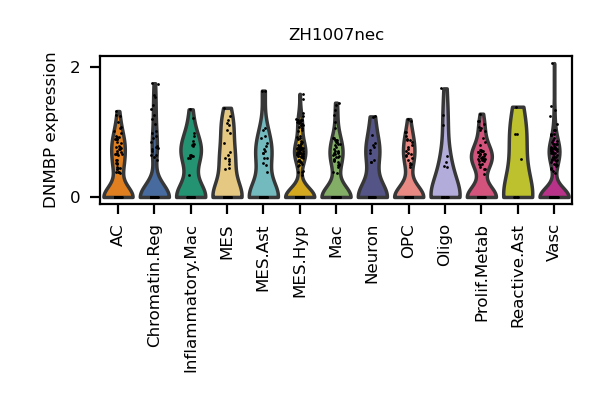 ZH1007nec
DNMBP expression
2
0
AC
Chromatin.Reg
Inflammatory.Mac
MES
MES.Ast
MES.Hyp
Mac
Neuron
OPC
Oligo
Prolif.Metab
Reactive.Ast
Vasc